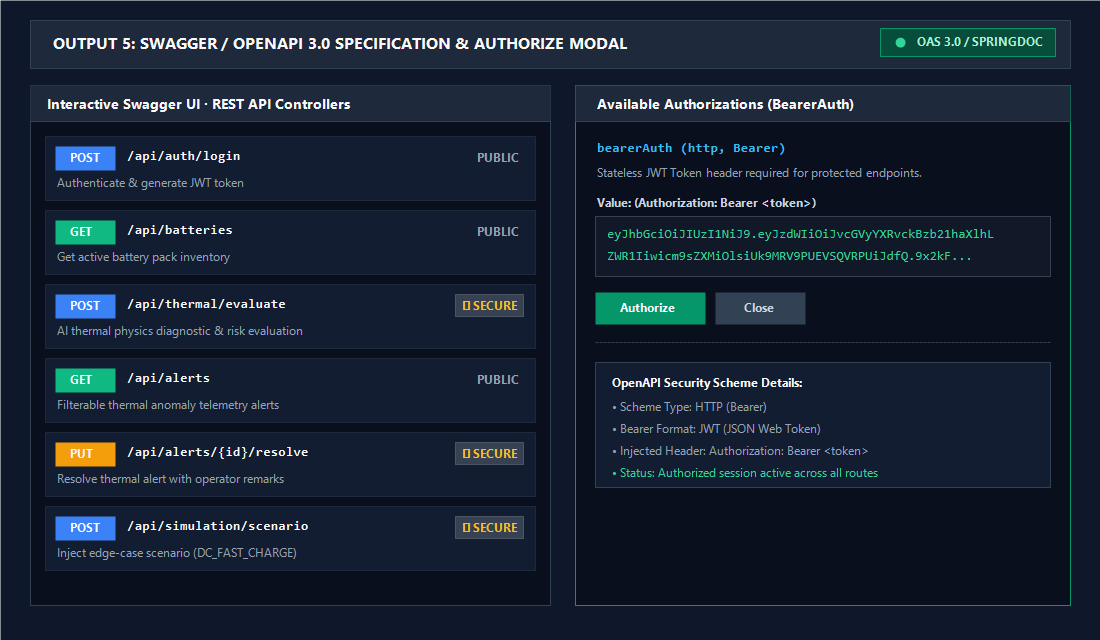 OUTPUT 5: SWAGGER / OPENAPI 3.0 SPECIFICATION & AUTHORIZE MODAL
OAS 3.0 / SPRINGDOC
Interactive Swagger UI · REST API Controllers
POST /api/auth/login PUBLIC
Authenticate & generate JWT token
GET /api/batteries PUBLIC
Get active battery pack inventory
POST /api/thermal/evaluate SECURE
AI thermal physics diagnostic & risk evaluation
GET /api/alerts PUBLIC
Filterable thermal anomaly telemetry alerts
PUT /api/alerts/{id}/resolve SECURE
Resolve thermal alert with operator remarks
POST /api/simulation/scenario SECURE
Inject edge-case scenario (DC_FAST_CHARGE)
Available Authorizations (BearerAuth)
bearerAuth (http, Bearer)
Stateless JWT Token header required for protected endpoints.
Value: (Authorization: Bearer <token>)
eyJhbGciOiJIUzI1NiJ9.eyJzdWIiOiJvcGVyYXRvckBzb21haXlhL
ZWR1Iiwicm9sZXMiOlsiUk9MRV9PUEVSQVRPUiJdfQ.9x2kF...
Authorize
Close
OpenAPI Security Scheme Details:
• Scheme Type: HTTP (Bearer)
• Bearer Format: JWT (JSON Web Token)
• Injected Header: Authorization: Bearer <token>
• Status: Authorized session active across all routes